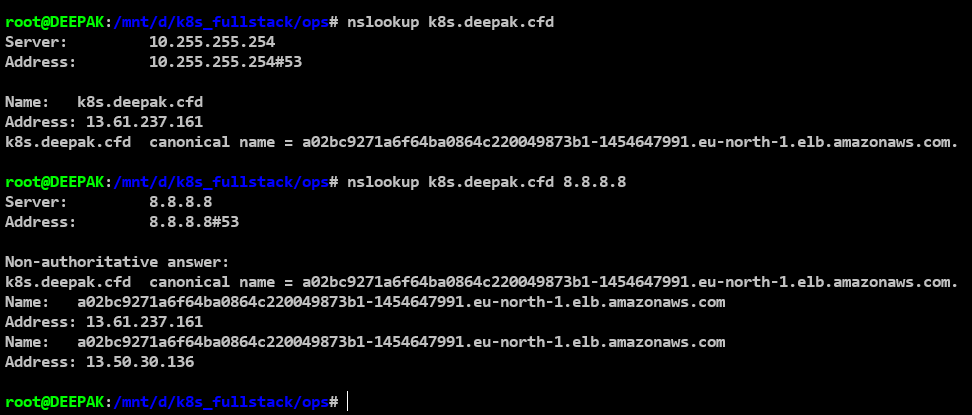 root@DEEPAK:/mnt/d/k8s_fullstack/ops# nslookup k8s.deepak.cfd
Server:         10.255.255.254
Address:        10.255.255.254#53
Name:   k8s.deepak.cfd
Address: 13.61.237.161
k8s.deepak.cfd  canonical name = a02bc9271a6f64ba0864c220049873b1-1454647991.eu-north-1.elb.amazonaws.com.
root@DEEPAK:/mnt/d/k8s_fullstack/ops# nslookup k8s.deepak.cfd 8.8.8.8
Server:         8.8.8.8
Address:        8.8.8.8#53
Non-authoritative answer:
k8s.deepak.cfd  canonical name = a02bc9271a6f64ba0864c220049873b1-1454647991.eu-north-1.elb.amazonaws.com.
Name:   a02bc9271a6f64ba0864c220049873b1-1454647991.eu-north-1.elb.amazonaws.com
Address: 13.61.237.161
Name:   a02bc9271a6f64ba0864c220049873b1-1454647991.eu-north-1.elb.amazonaws.com
Address: 13.50.30.136
root@DEEPAK:/mnt/d/k8s_fullstack/ops#